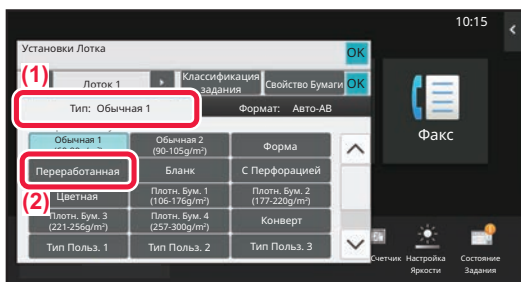 10:15
Установки Лотка
OK
(1)
Лоток 1
Классификация
задания
Свойство Бумаги
OK
Тип: Обычная 1
Формат: Авто-AB
Обычная 1
Обычная 2
(90-105g/m²)
Форма
Факс
Переработанная
Бланк
С Перфорацией
(2)
Цветная
Плотн. Бум. 1
(106-176g/m²)
Плотн. Бум. 2
(177-220g/m²)
Плотн. Бум. 3
(221-256g/m²)
Плотн. Бум. 4
(257-300g/m²)
Конверт
Тип Польз. 1
Тип Польз. 2
Тип Польз. 3
Счетчик
Настройка
Яркости
Состояние
Задания